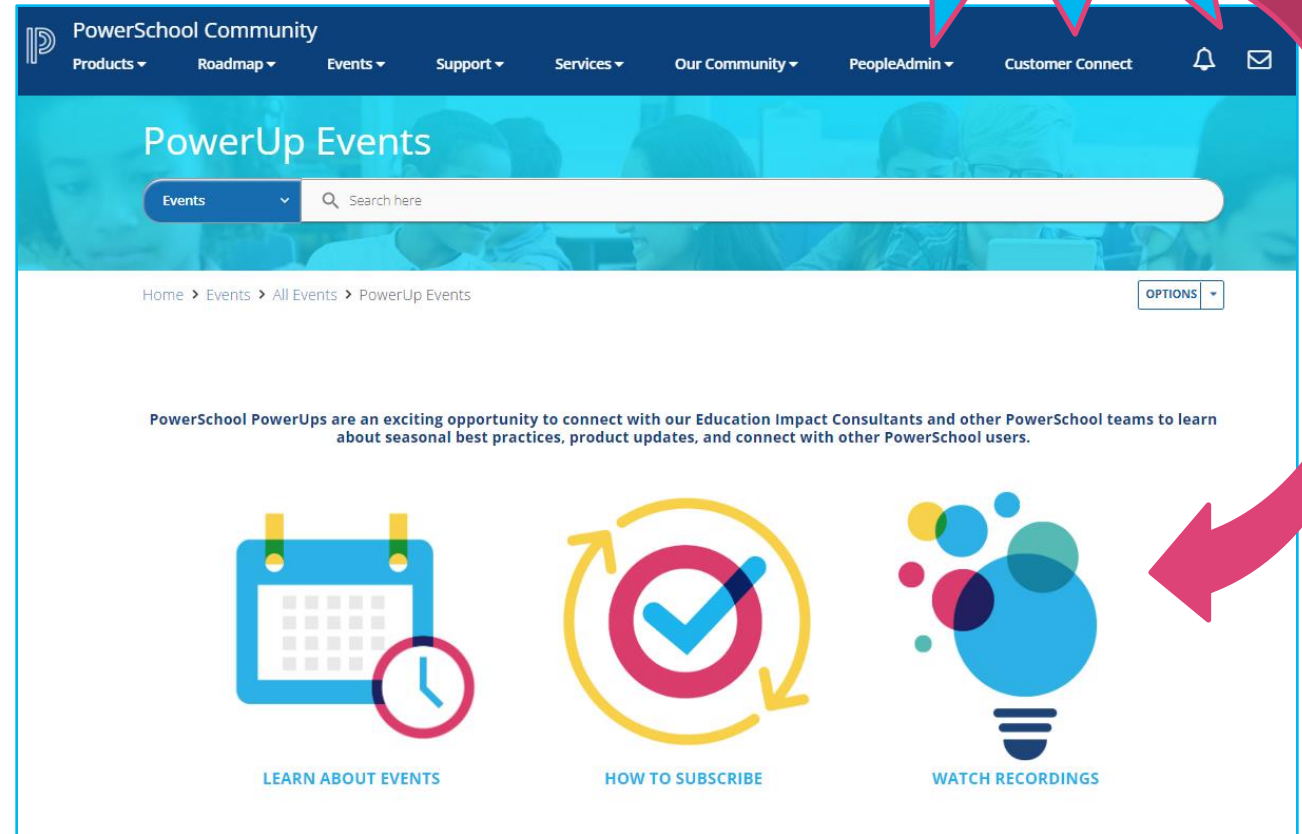 PowerSchool Community
Products Roadmap Events Support Services Our Community PeopleAdmin Customer Connect
PowerUp Events
Events Search here
Home > Events > All Events > PowerUp Events
OPTIONS
PowerSchool PowerUps are an exciting opportunity to connect with our Education Impact Consultants and other PowerSchool teams to learn
about seasonal best practices, product updates, and connect with other PowerSchool users.
LEARN ABOUT EVENTS HOW TO SUBSCRIBE WATCH RECORDINGS